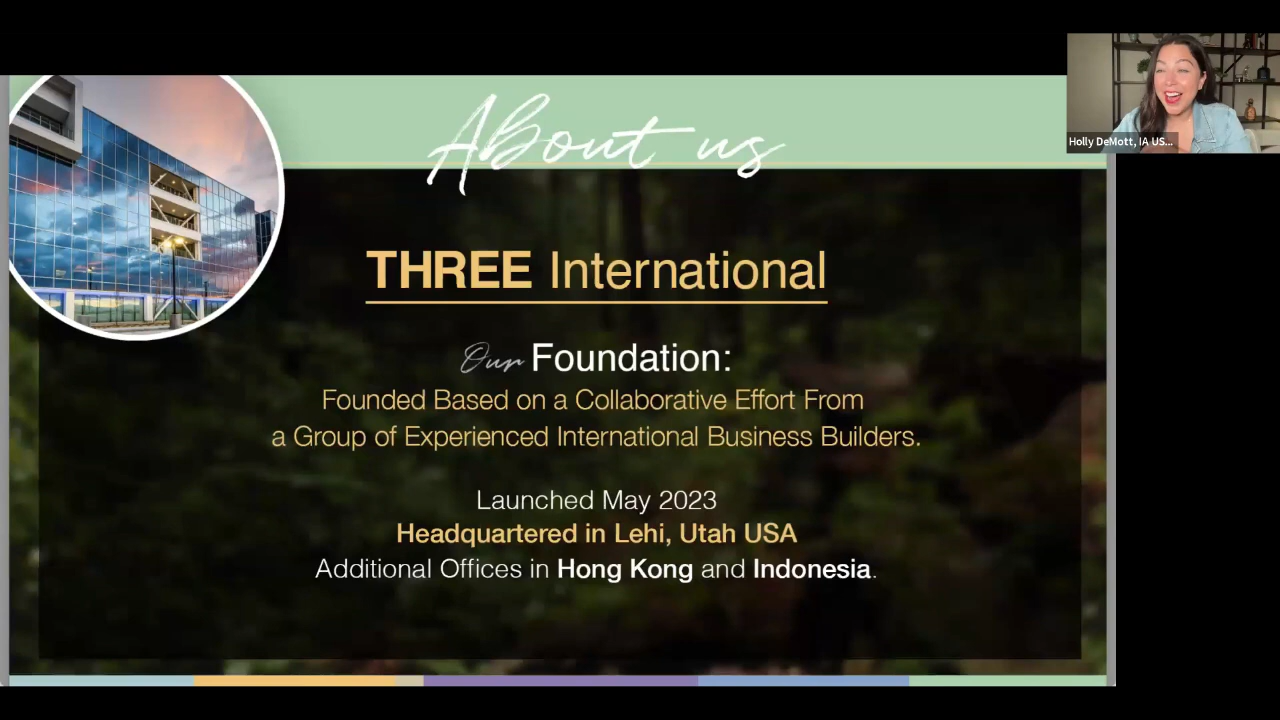 About us
Holly DeMott, IA US...
THREE International
Our Foundation:
Founded Based on a Collaborative Effort From
a Group of Experienced International Business Builders.
Launched May 2023
Headquartered in Lehi, Utah USA
Additional Offices in Hong Kong and Indonesia.